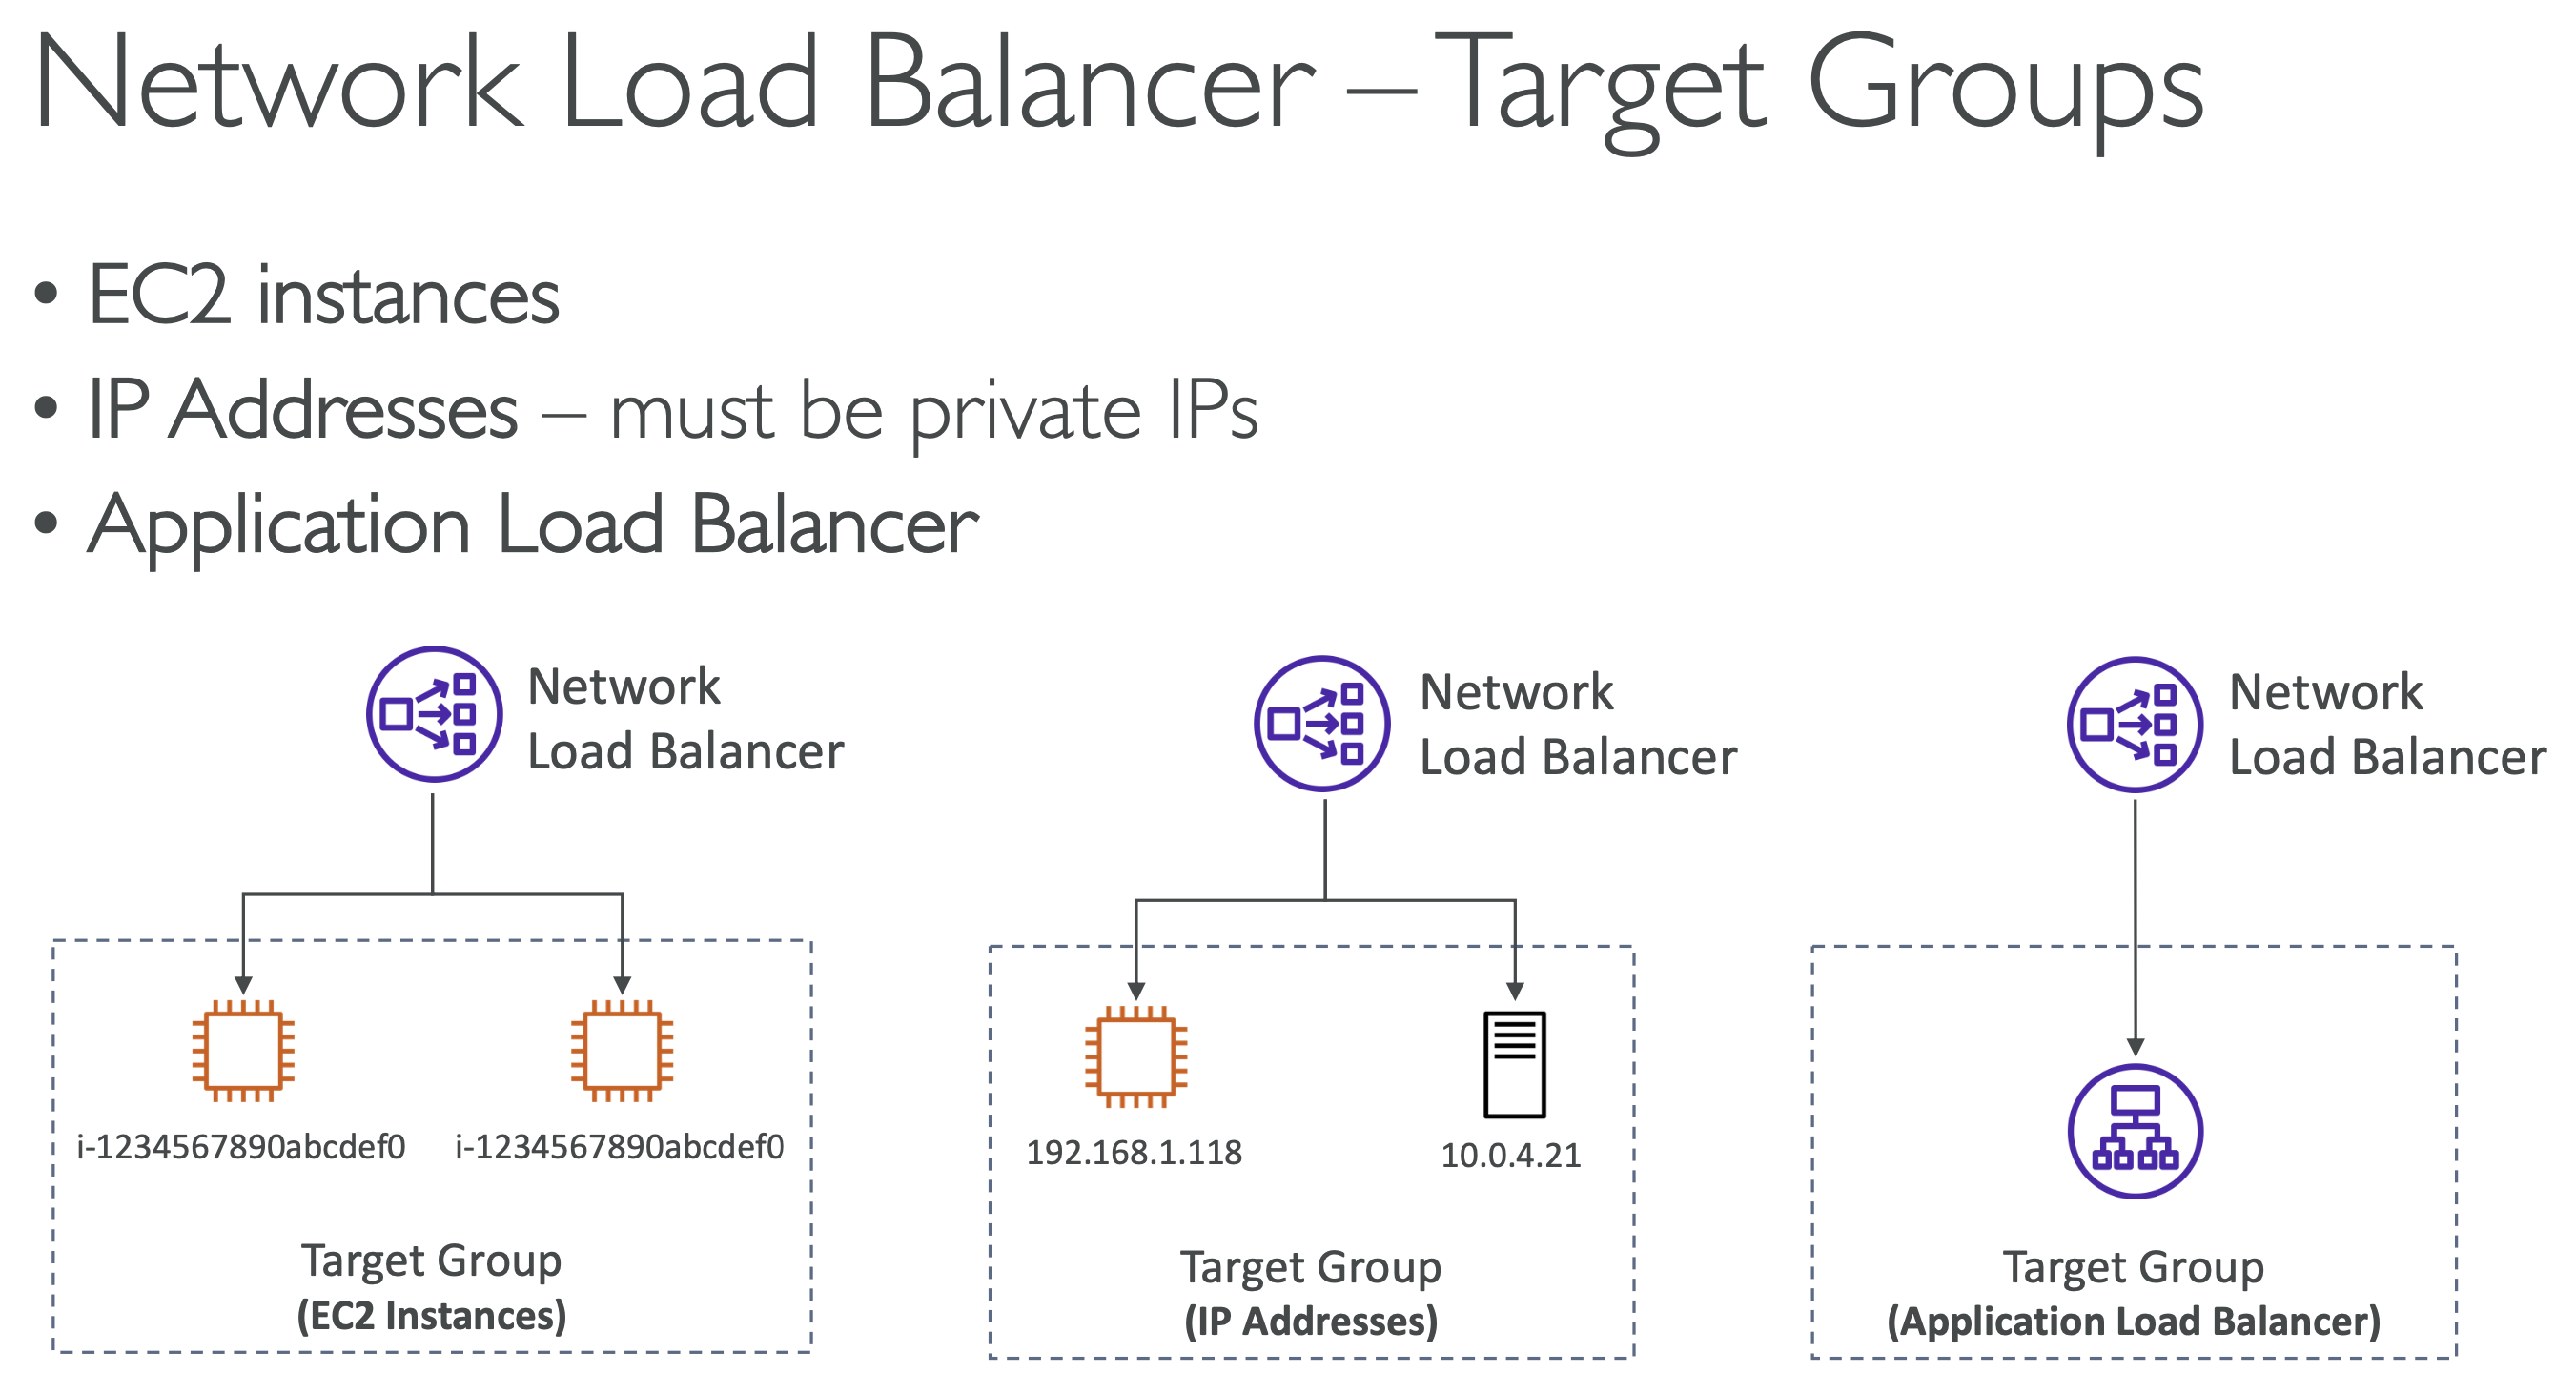 Network Load Balancer – Target Groups
• EC2 instances
• IP Addresses – must be private IPs
• Application Load Balancer
Network
Load Balancer
i-1234567890abcdef0
i-1234567890abcdef0
Target Group
(EC2 Instances)
Network
Load Balancer
192.168.1.118
10.0.4.21
Target Group
(IP Addresses)
Network
Load Balancer
Target Group
(Application Load Balancer)